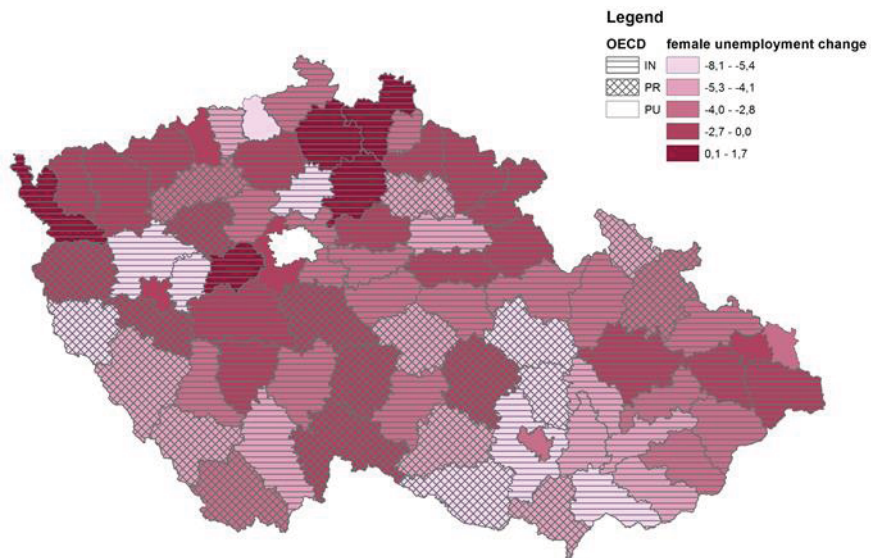 Legend
OECD female unemployment change
IN -8,1 - -5,4
PR -5,3 - -4,1
PU -4,0 - -2,8
-2,7 - 0,0
0,1 - 1,7